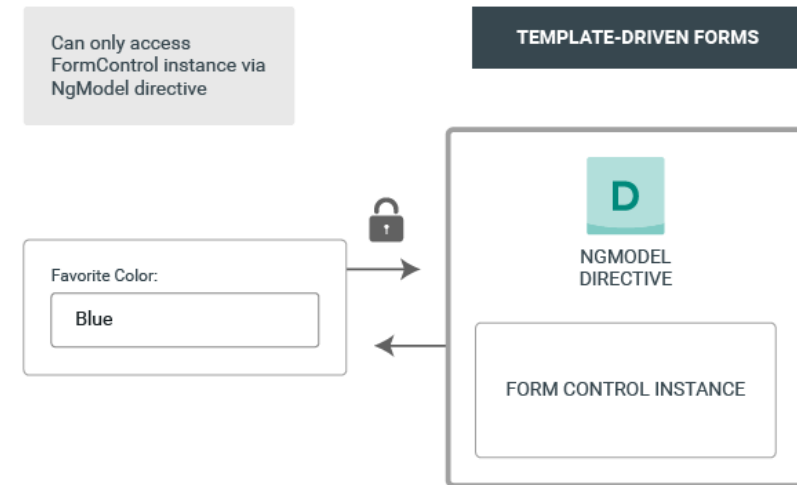 Can only access
FormControl instance via
NgModel directive
TEMPLATE-DRIVEN FORMS
D
NGMODEL
DIRECTIVE
Favorite Color:
Blue
FORM CONTROL INSTANCE